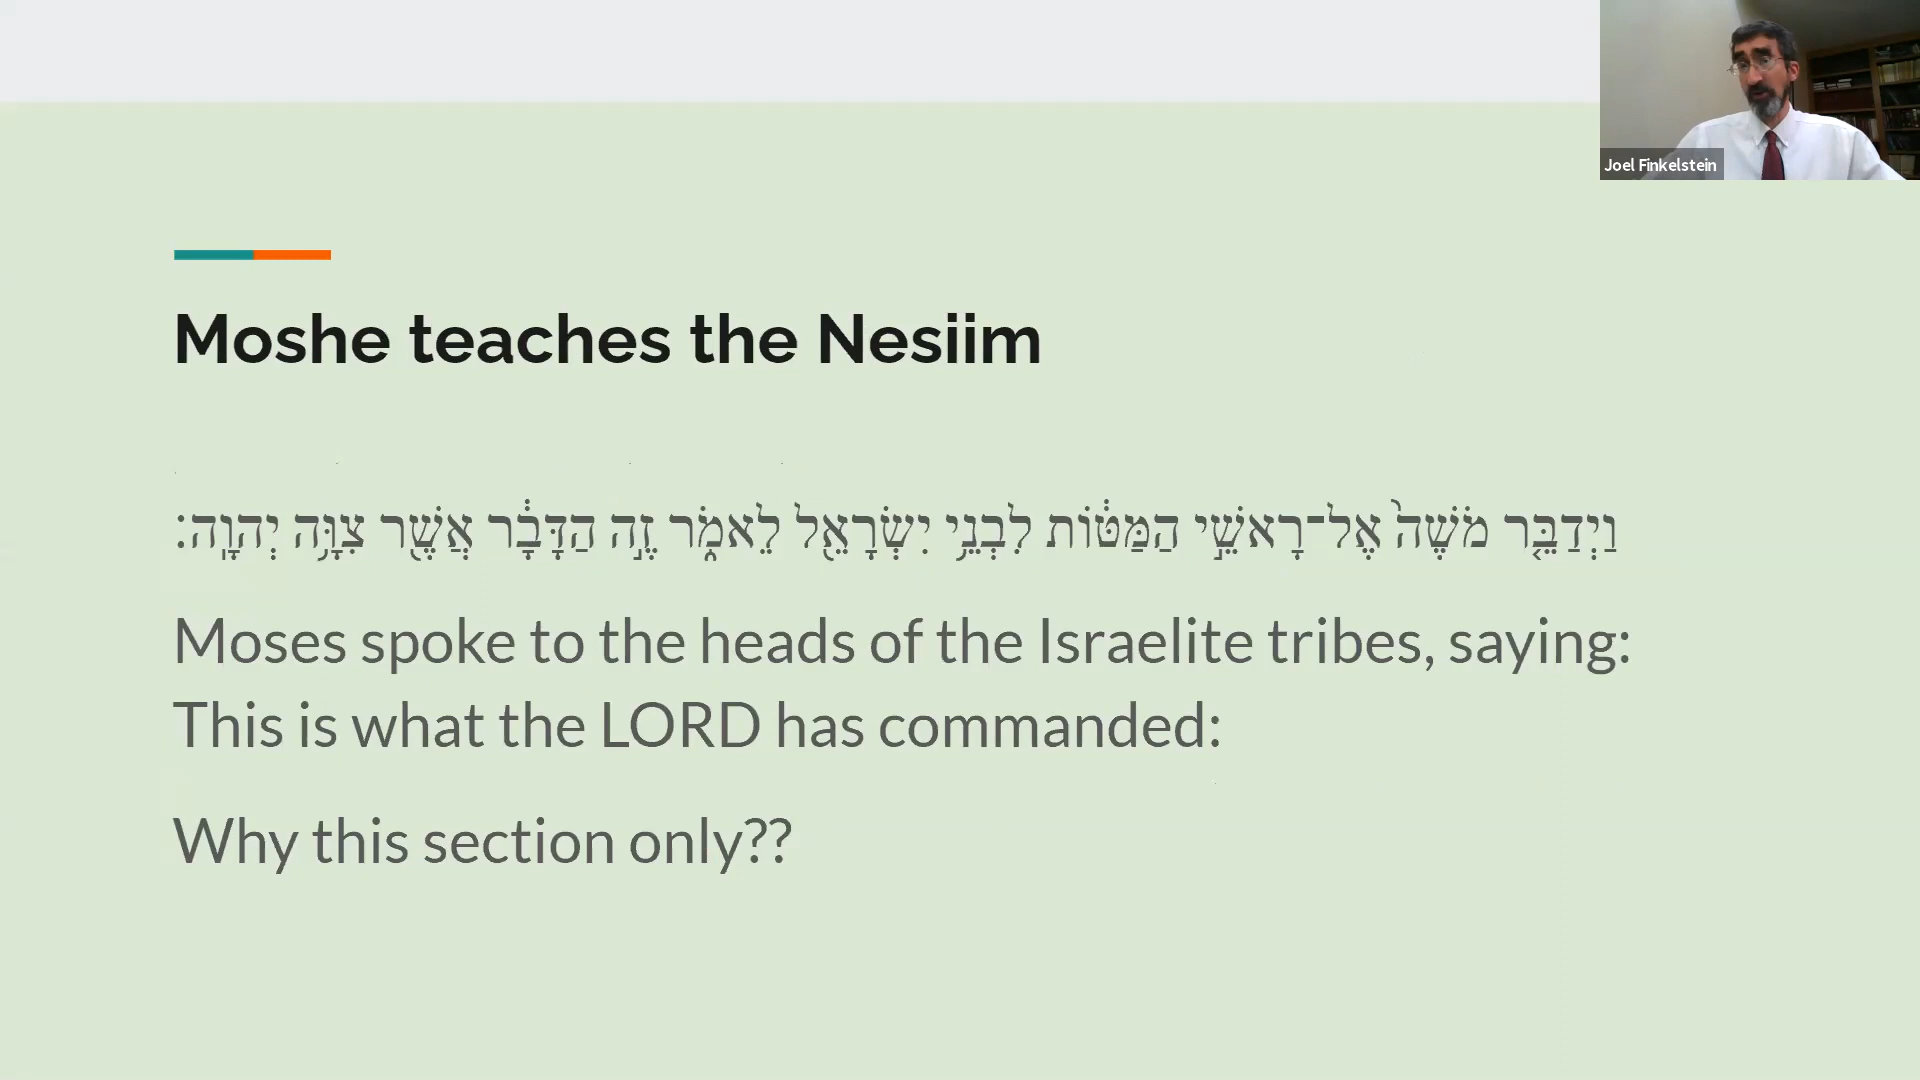 Joel Finkelstein
Moshe teaches the Nesiim
וַיְדַבֵּ֤ר מֹשֶׁה֙ אֶל־רָאשֵׁ֣י הַמַּטּ֔וֹת לִבְנֵ֥י יִשְׂרָאֵ֖ל לֵאמֹ֑ר זֶ֣ה הַדָּבָ֔ר אֲשֶׁ֖ר צִוָּ֥ה יְהוָֽה׃
Moses spoke to the heads of the Israelite tribes, saying:
This is what the LORD has commanded:
Why this section only??